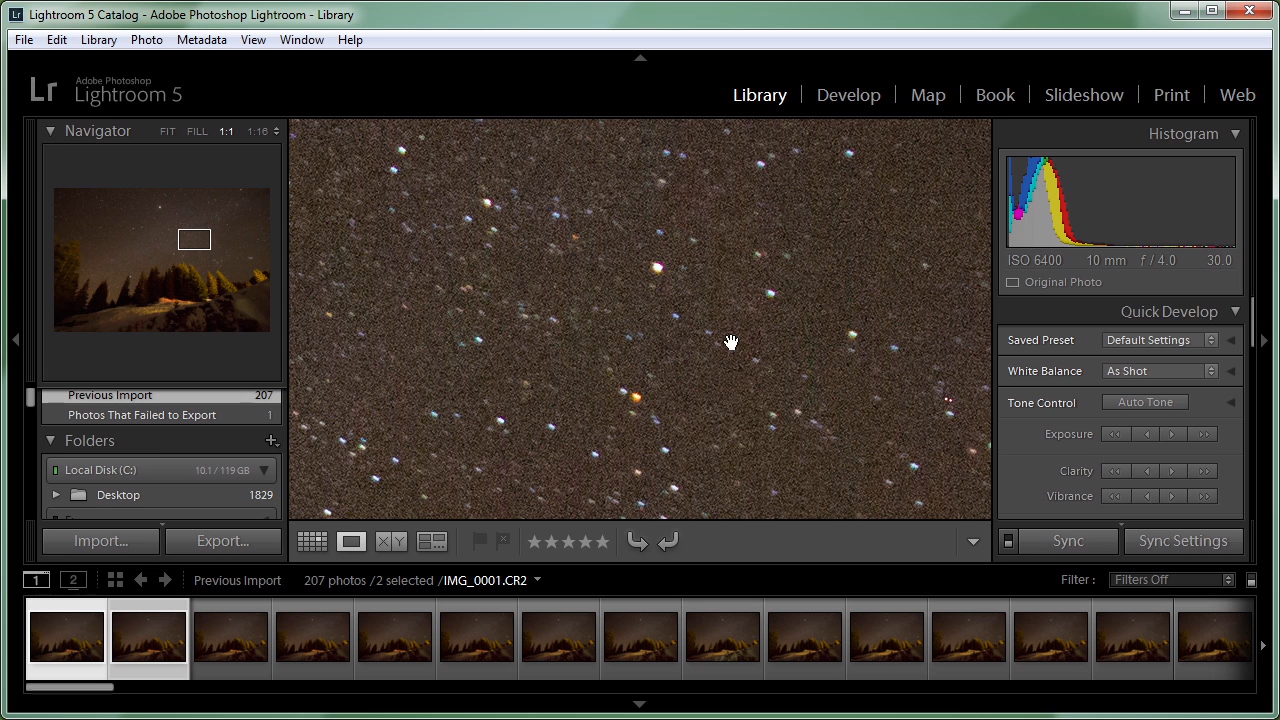 Lr Lightroom 5 Catalog - Adobe Photoshop Lightroom - Library
File Edit Library Photo Metadata View Window Help
Lr Adobe Photoshop
Lightroom 5
Library Develop Map Book Slideshow Print Web
Navigator FIT FILL 1:1 1:16
Previous Import 207
Photos That Failed to Export 1
Folders
Local Disk (C:) 10.1 / 119 GB
Desktop 1829
Import... Export...
Histogram
ISO 6400 10 mm ƒ / 4.0 30.0
Original Photo
Quick Develop
Saved Preset Default Settings
White Balance As Shot
Tone Control Auto Tone
Exposure
Clarity
Vibrance
X Y
Sync Sync Settings
1 2 Previous Import 207 photos / 2 selected / IMG_0001.CR2 Filter : Filters Off